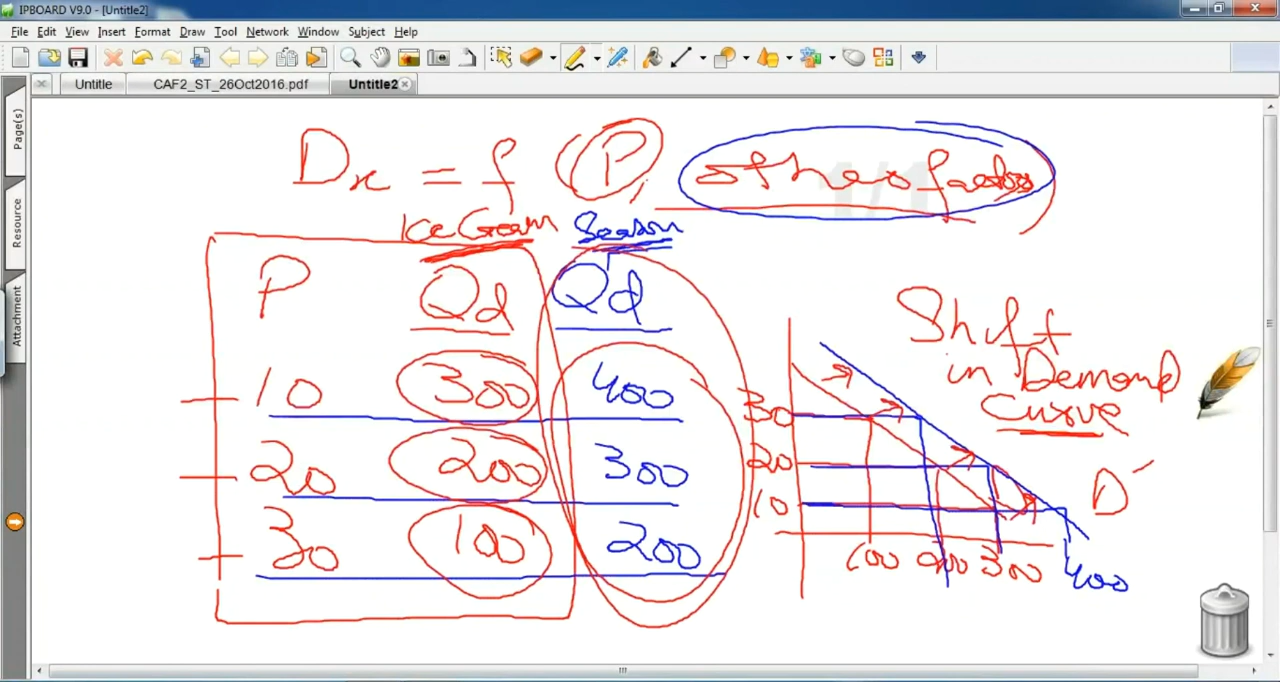 IPBOARD V9.0 - [Untitle2]
File Edit View Insert Format Draw Tool Network Window Subject Help
Untitle CAF2_ST_26Oct2016.pdf Untitle2
Page(s)
Resource
Attachment
Dx = f (P, other factors)
1/1
Ice Cream Season
P Qd Qd
10 300 400
20 200 300
30 100 200
Shift
in Demand
Curve
30
20
10
D
100 200 300 400